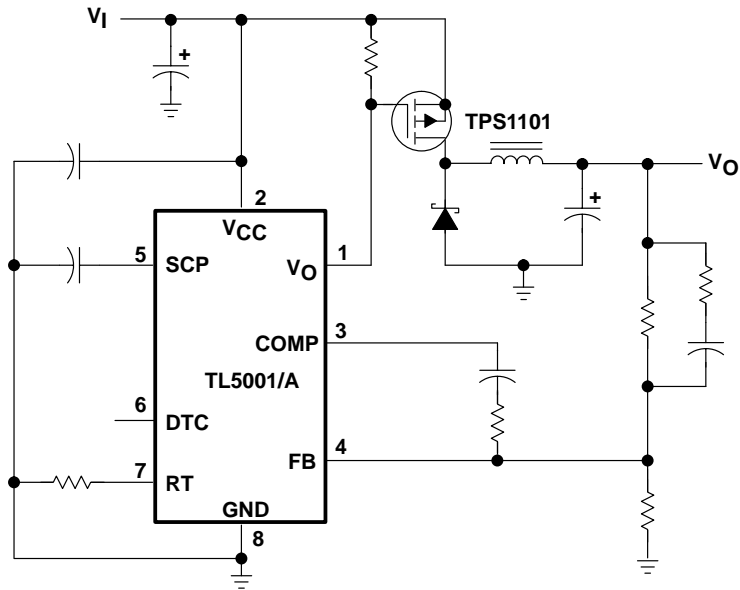 VI
+
TPS1101
VO
+
2
VCC
5
SCP
1
VO
3
COMP
TL5001/A
6
DTC
4
FB
7
RT
GND
8